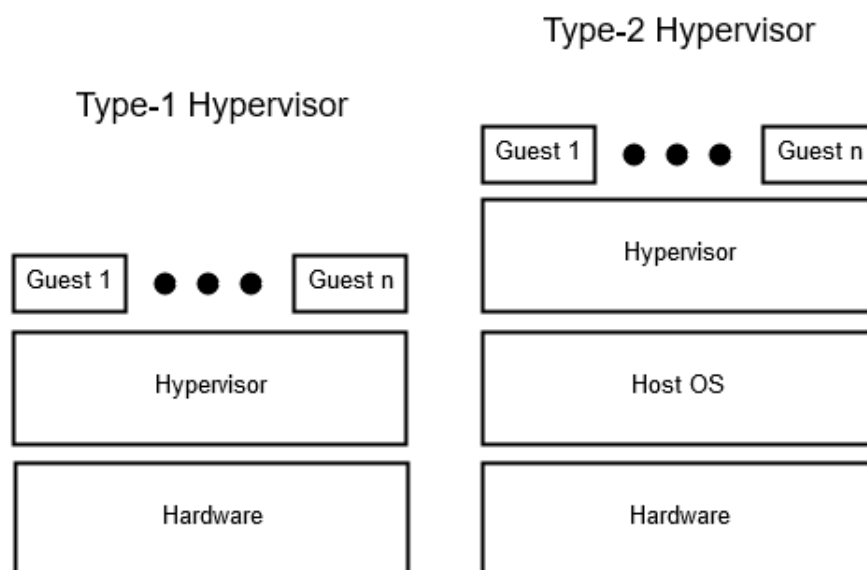 Type-1 Hypervisor
Guest 1
Guest n
Hypervisor
Hardware
Type-2 Hypervisor
Guest 1
Guest n
Hypervisor
Host OS
Hardware